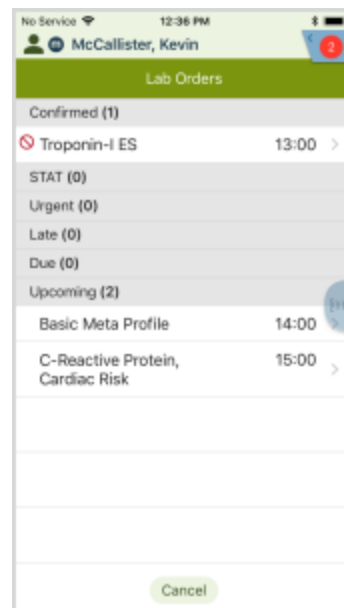 No Service 12:36 PM
McCallister, Kevin
2
Lab Orders
Confirmed (1)
Troponin-I ES 13:00
STAT (0)
Urgent (0)
Late (0)
Due (0)
Upcoming (2)
Basic Meta Profile 14:00
C-Reactive Protein, 15:00
Cardiac Risk
Cancel